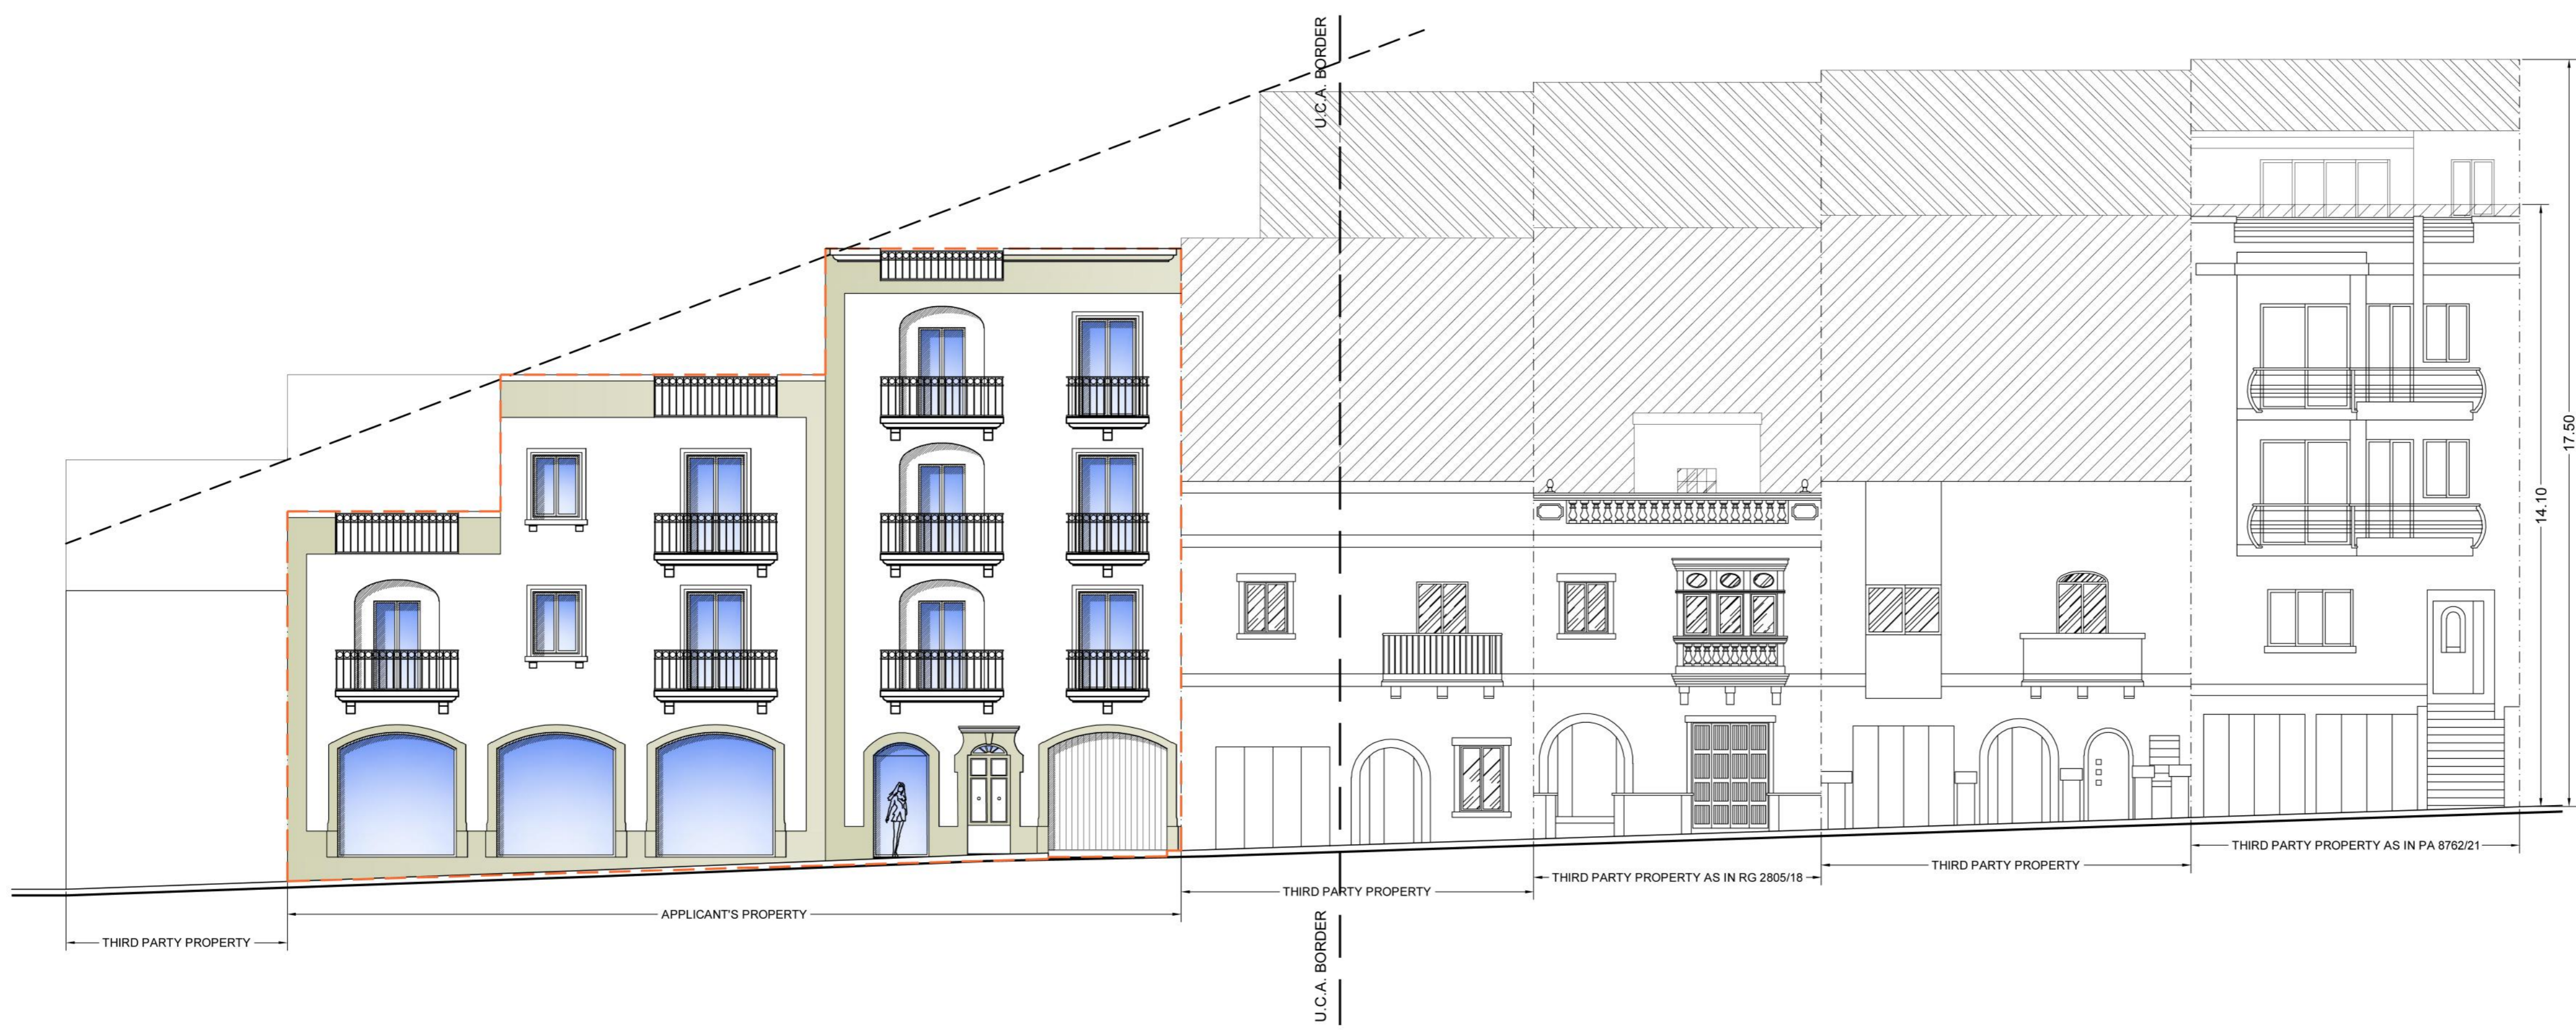 U.C.A. BORDER
17.50
14.10
THIRD PARTY PROPERTY AS IN PA 8762/21
THIRD PARTY PROPERTY
THIRD PARTY PROPERTY AS IN RG 2805/18
THIRD PARTY PROPERTY
APPLICANT'S PROPERTY
THIRD PARTY PROPERTY
U.C.A. BORDER